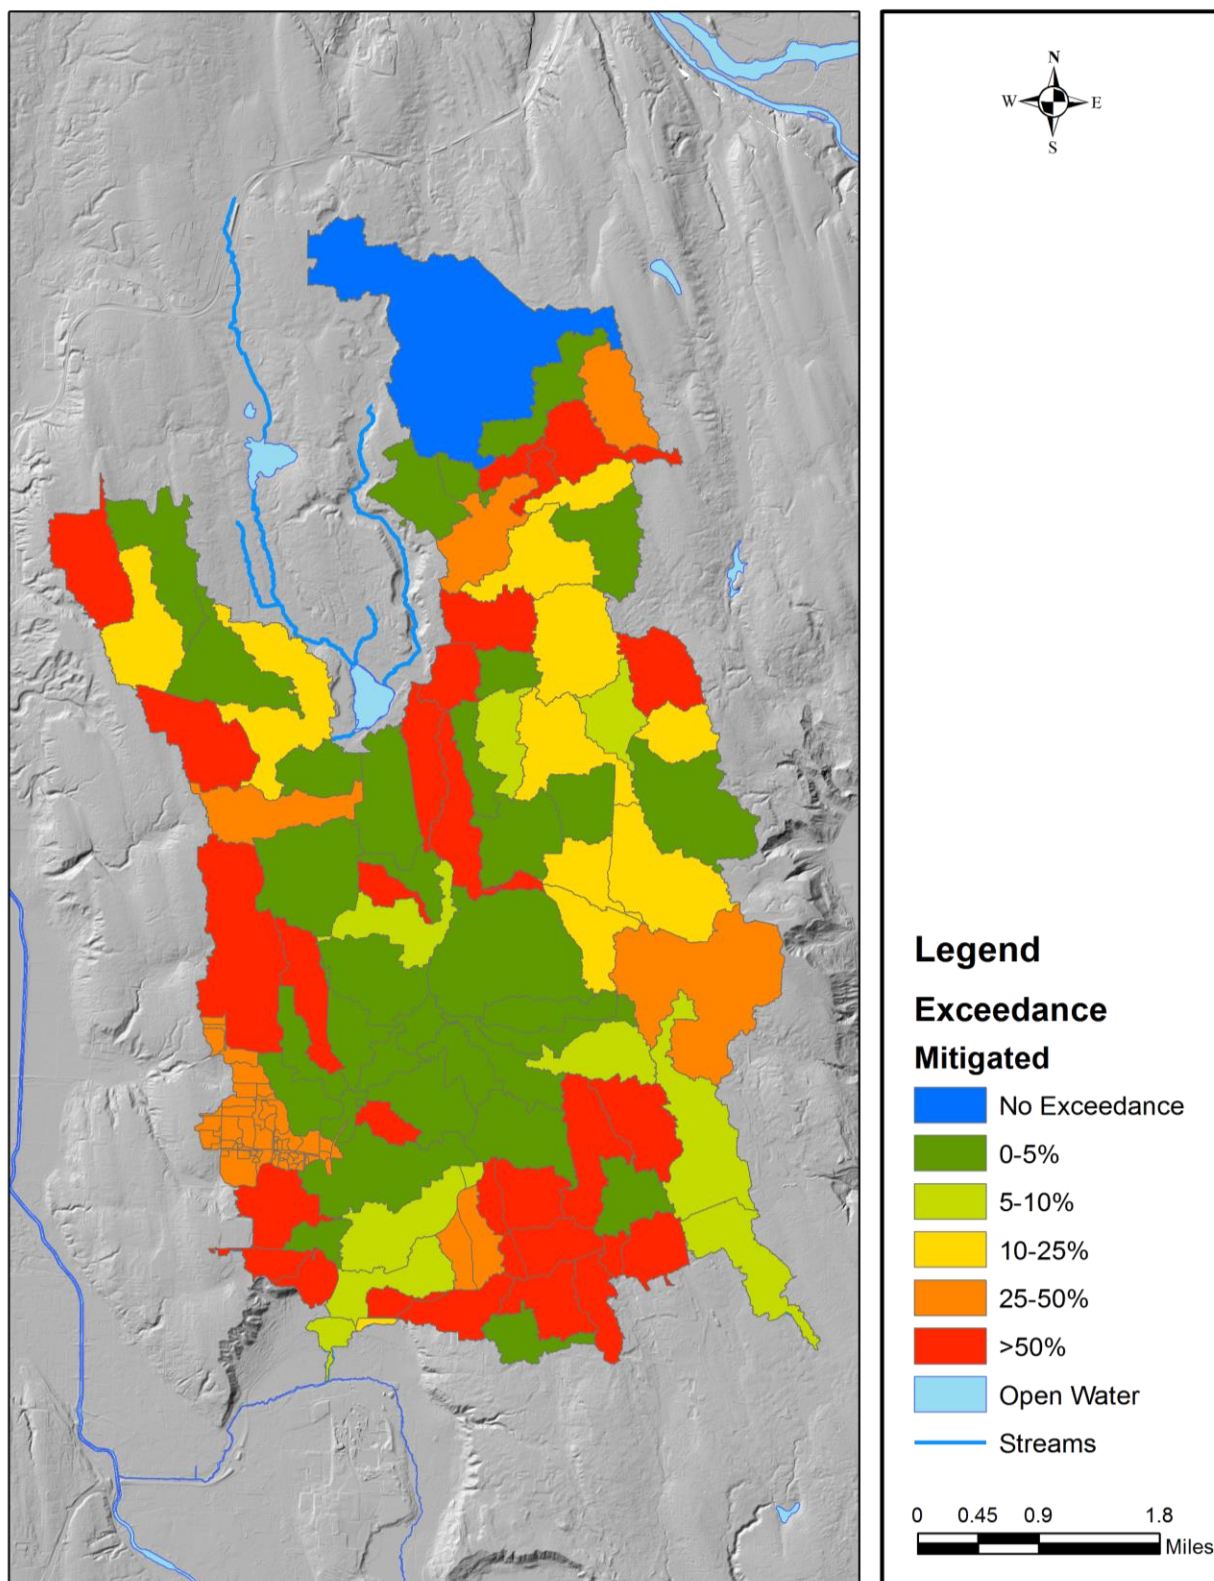 N
W E
S
Legend
Exceedance
Mitigated
No Exceedance
0-5%
5-10%
10-25%
25-50%
>50%
Open Water
Streams
0 0.45 0.9 1.8
Miles